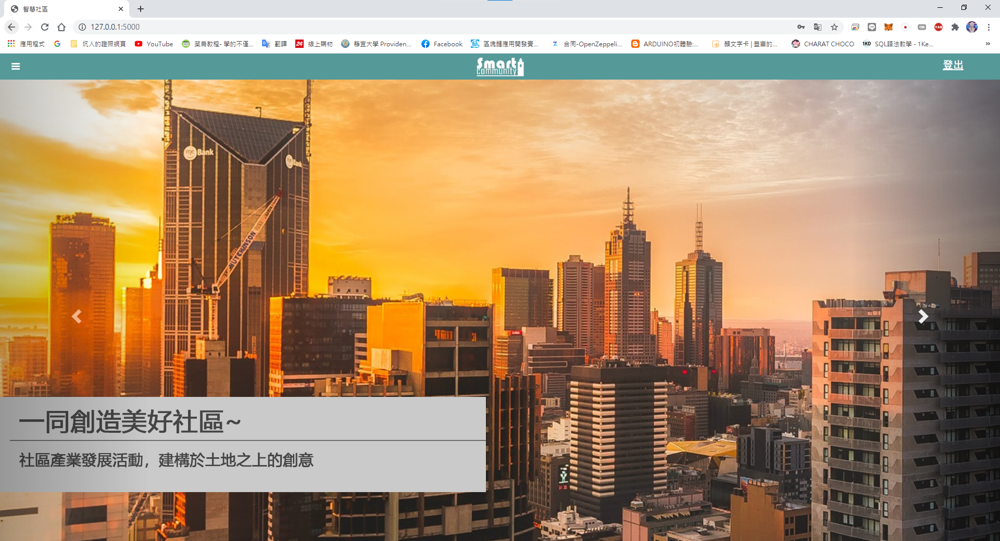 智慧社區
127.0.0.1:5000
應用程式
坑人的證照網頁
YouTube
菜鳥教程- 學的不僅...
翻譯
24
線上購物
靜宜大學 Providen...
Facebook
區塊鏈應用開發實...
合同-OpenZeppeli...
ARDUINO初體驗:...
顏文字卡 | 豐富的...
CHARAT CHOCO
1KD
SQL語法教學 - 1Ke...
»
Smart
community
登出
me Bank
me Bank
HUTCHINSON
一同創造美好社區~
社區產業發展活動，建構於土地之上的創意